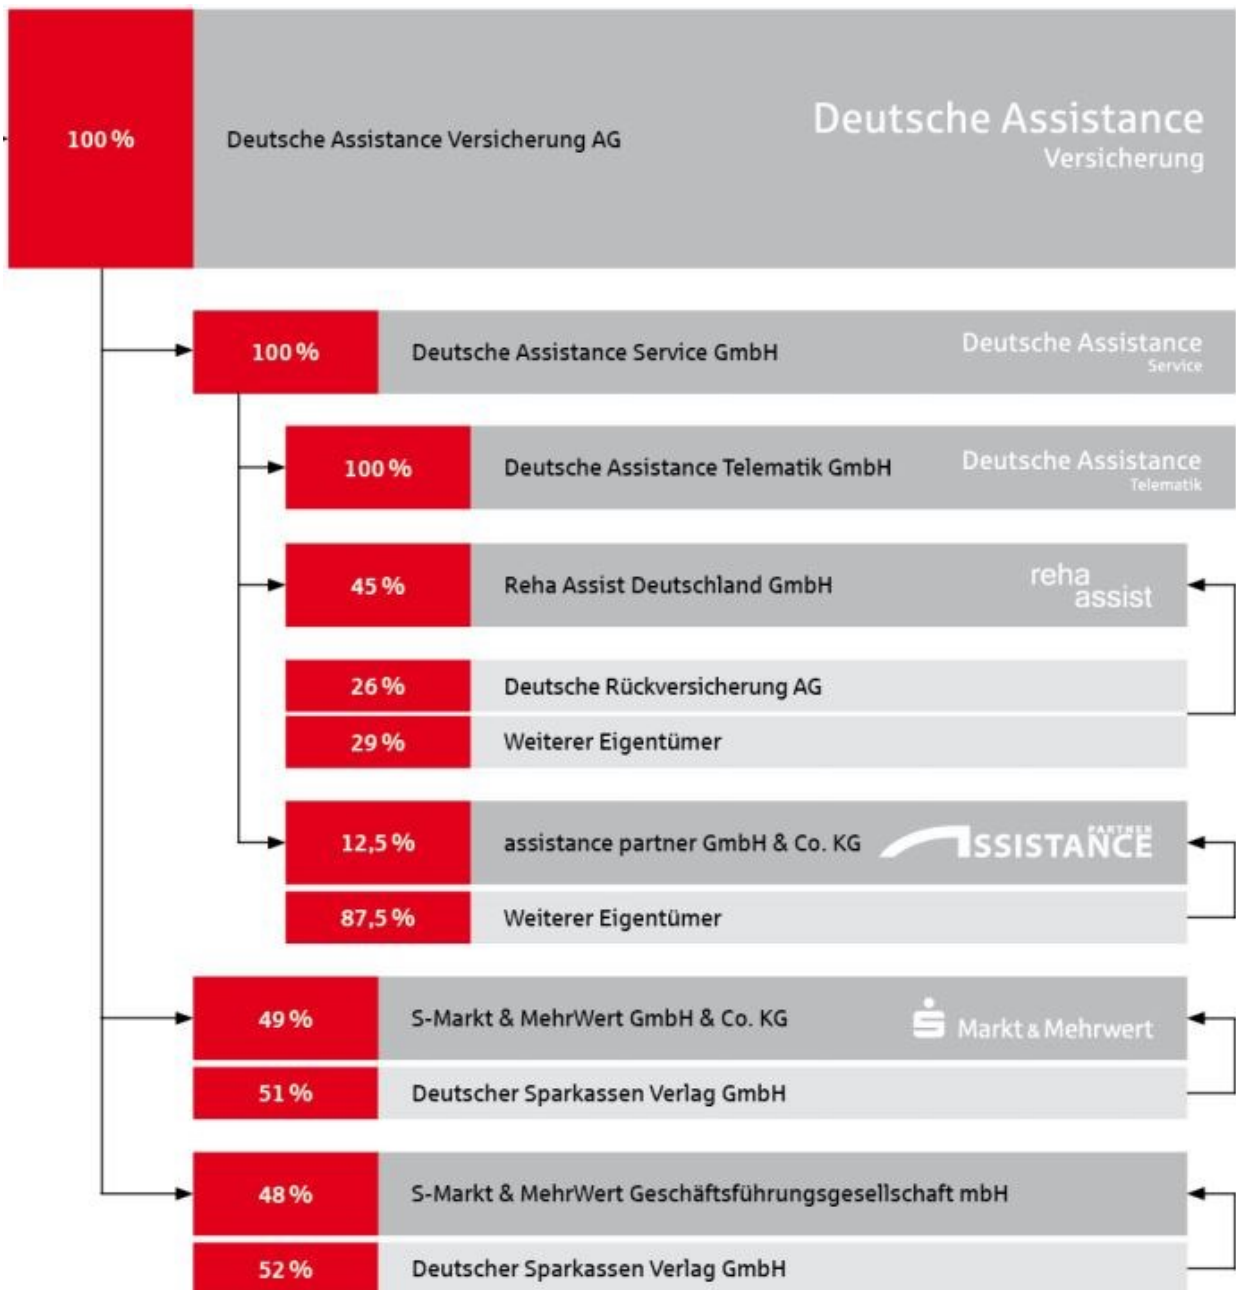 100 %
Deutsche Assistance Versicherung AG
Deutsche Assistance
Versicherung
100 %
Deutsche Assistance Service GmbH
Deutsche Assistance
Service
100 %
Deutsche Assistance Telematik GmbH
Deutsche Assistance
Telematik
45 %
Reha Assist Deutschland GmbH
reha
assist
26 %
Deutsche Rückversicherung AG
29 %
Weiterer Eigentümer
12,5 %
assistance partner GmbH & Co. KG
PARTNER
ASSISTANCE
87,5 %
Weiterer Eigentümer
49 %
S-Markt & MehrWert GmbH & Co. KG
S Markt & Mehrwert
51 %
Deutscher Sparkassen Verlag GmbH
48 %
S-Markt & MehrWert Geschäftsführungsgesellschaft mbH
52 %
Deutscher Sparkassen Verlag GmbH